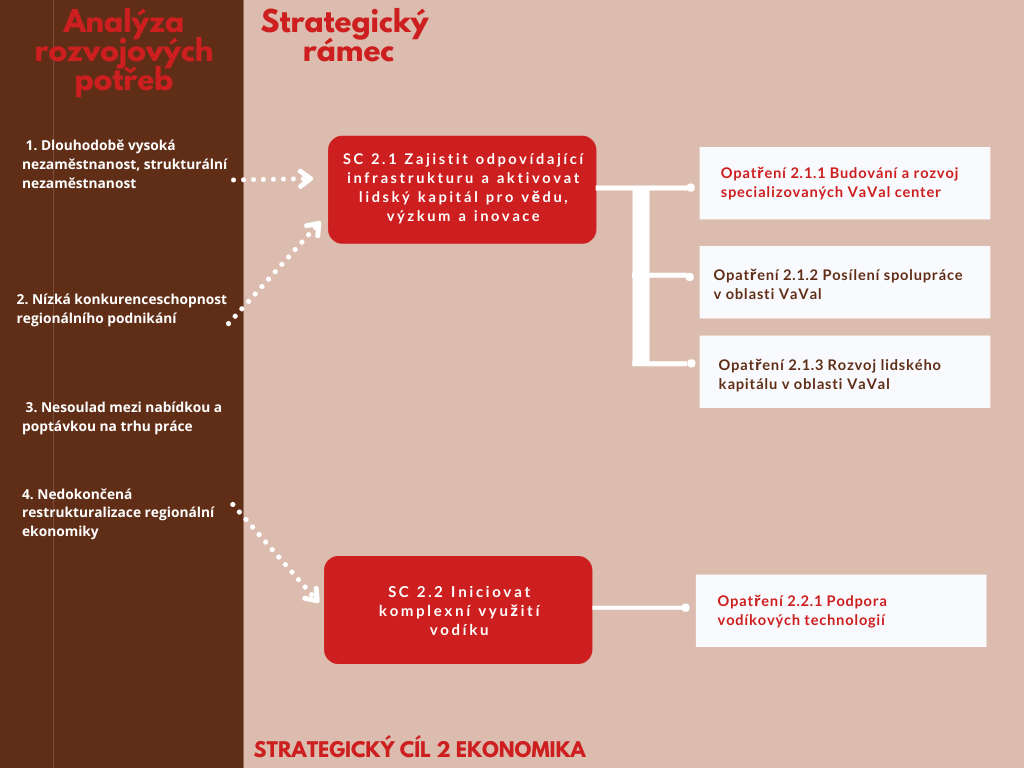 Analýza
rozvojových
potřeb
Strategický
rámec
1. Dlouhodobě vysoká
nezaměstnanost, strukturální
nezaměstnanost
2. Nízká konkurenceschopnost
regionálního podnikání
3. Nesoulad mezi nabídkou a
poptávkou na trhu práce
4. Nedokončená
restrukturalizace regionální
ekonomiky
SC 2.1 Zajistit odpovídající
infrastrukturu a aktivovat
lidský kapitál pro vědu,
výzkum a inovace
Opatření 2.1.1 Budování a rozvoj
specializovaných VaVal center
Opatření 2.1.2 Posílení spolupráce
v oblasti VaVal
Opatření 2.1.3 Rozvoj lidského
kapitálu v oblasti VaVal
SC 2.2 Iniciovat
komplexní využití
vodíku
Opatření 2.2.1 Podpora
vodíkových technologií
STRATEGICKÝ CÍL 2 EKONOMIKA